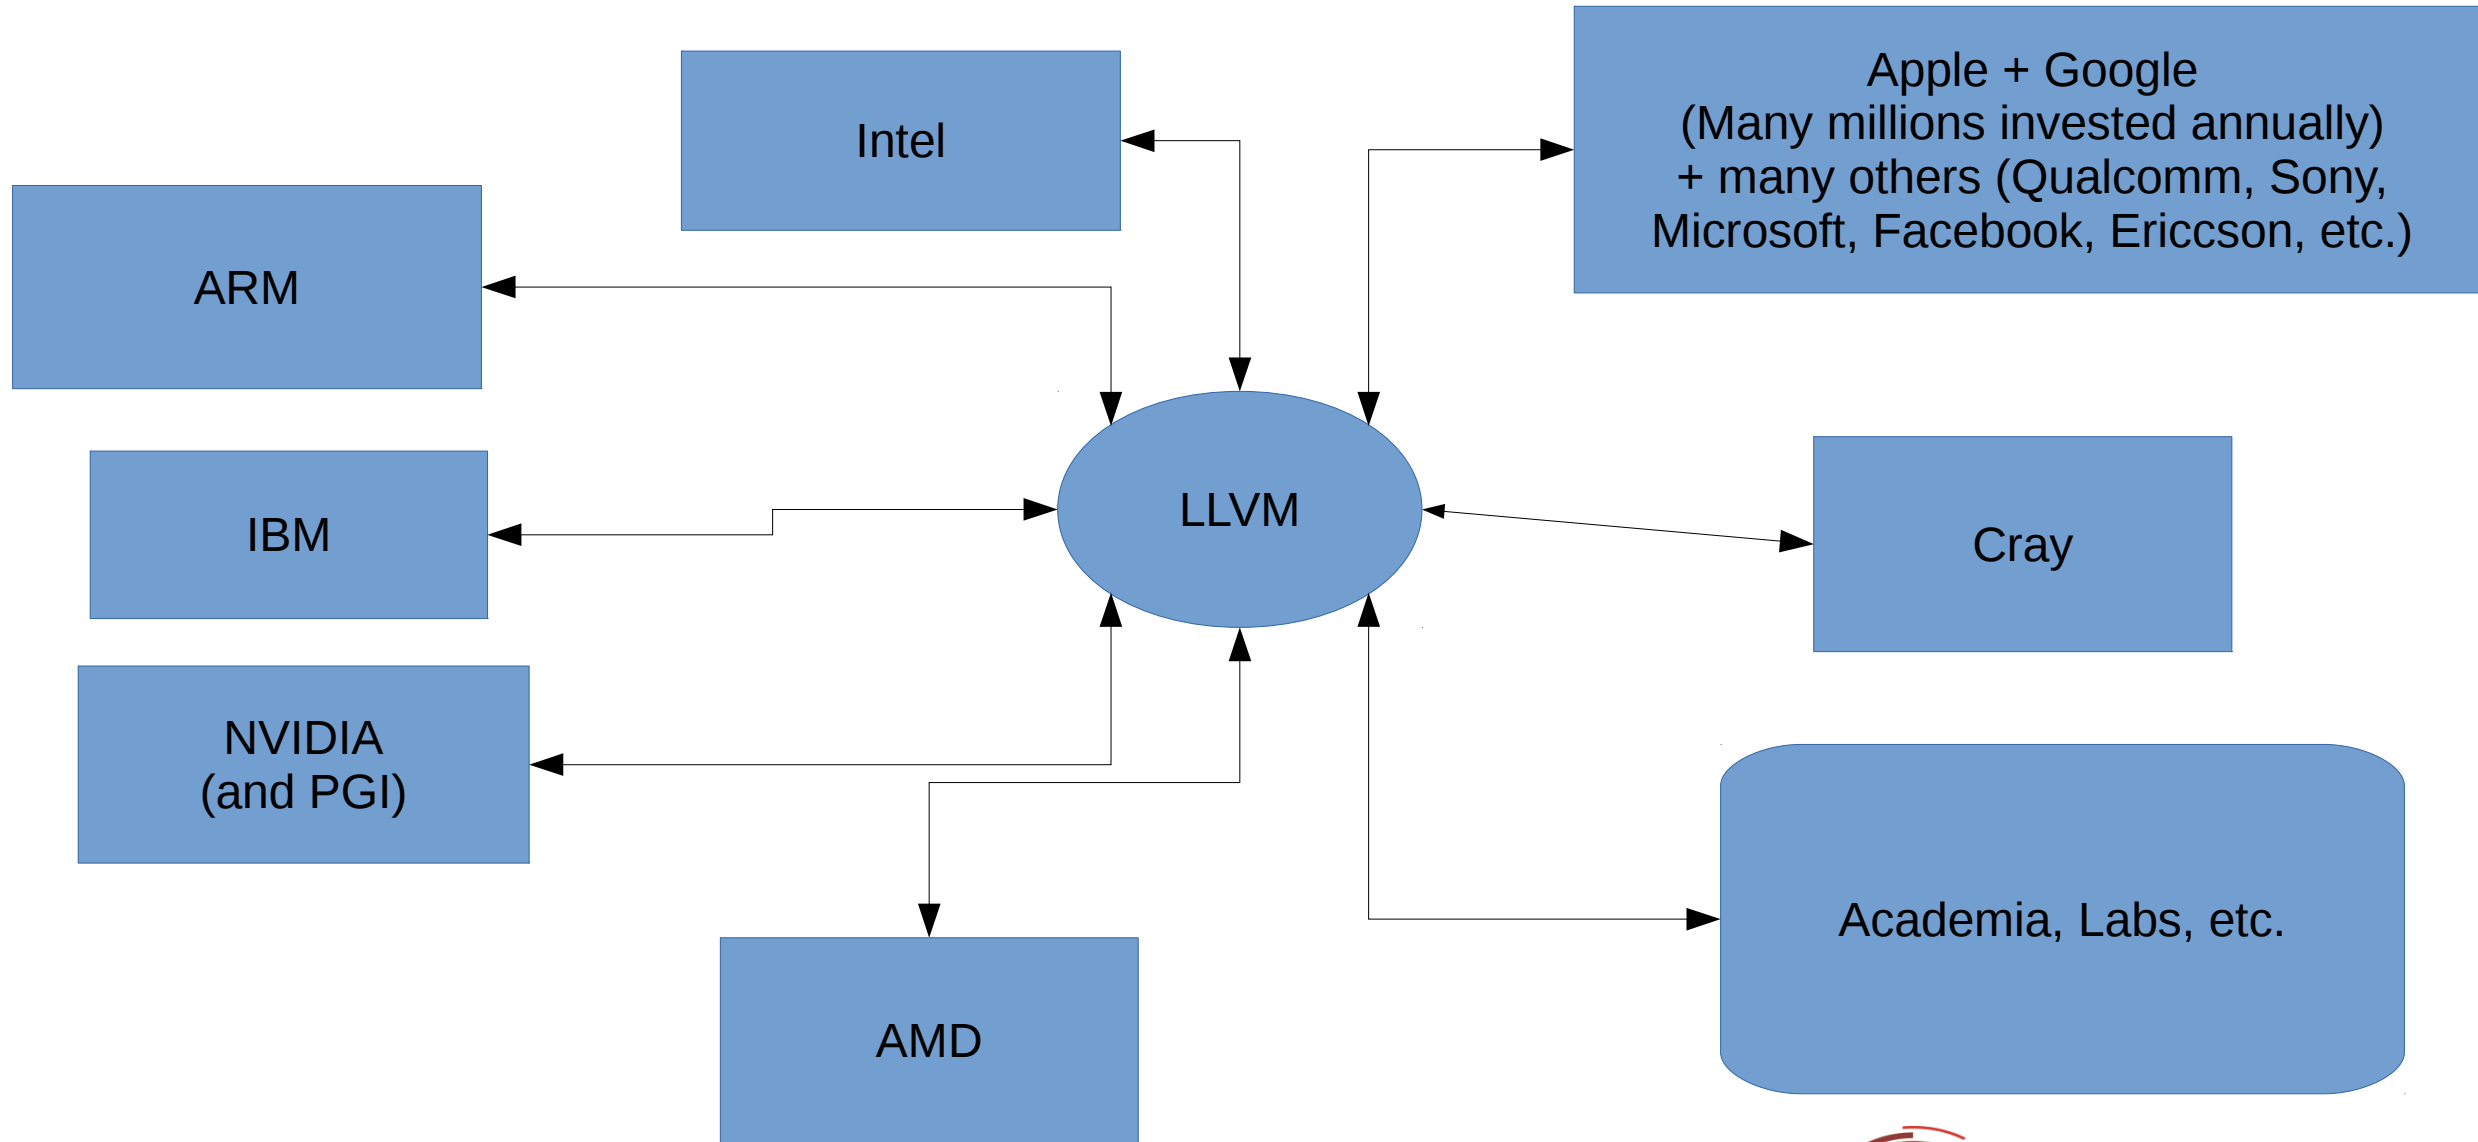 Intel
Apple + Google
(Many millions invested annually)
+ many others (Qualcomm, Sony,
Microsoft, Facebook, Ericcson, etc.)
ARM
LLVM
IBM
Cray
NVIDIA
(and PGI)
Academia, Labs, etc.
AMD